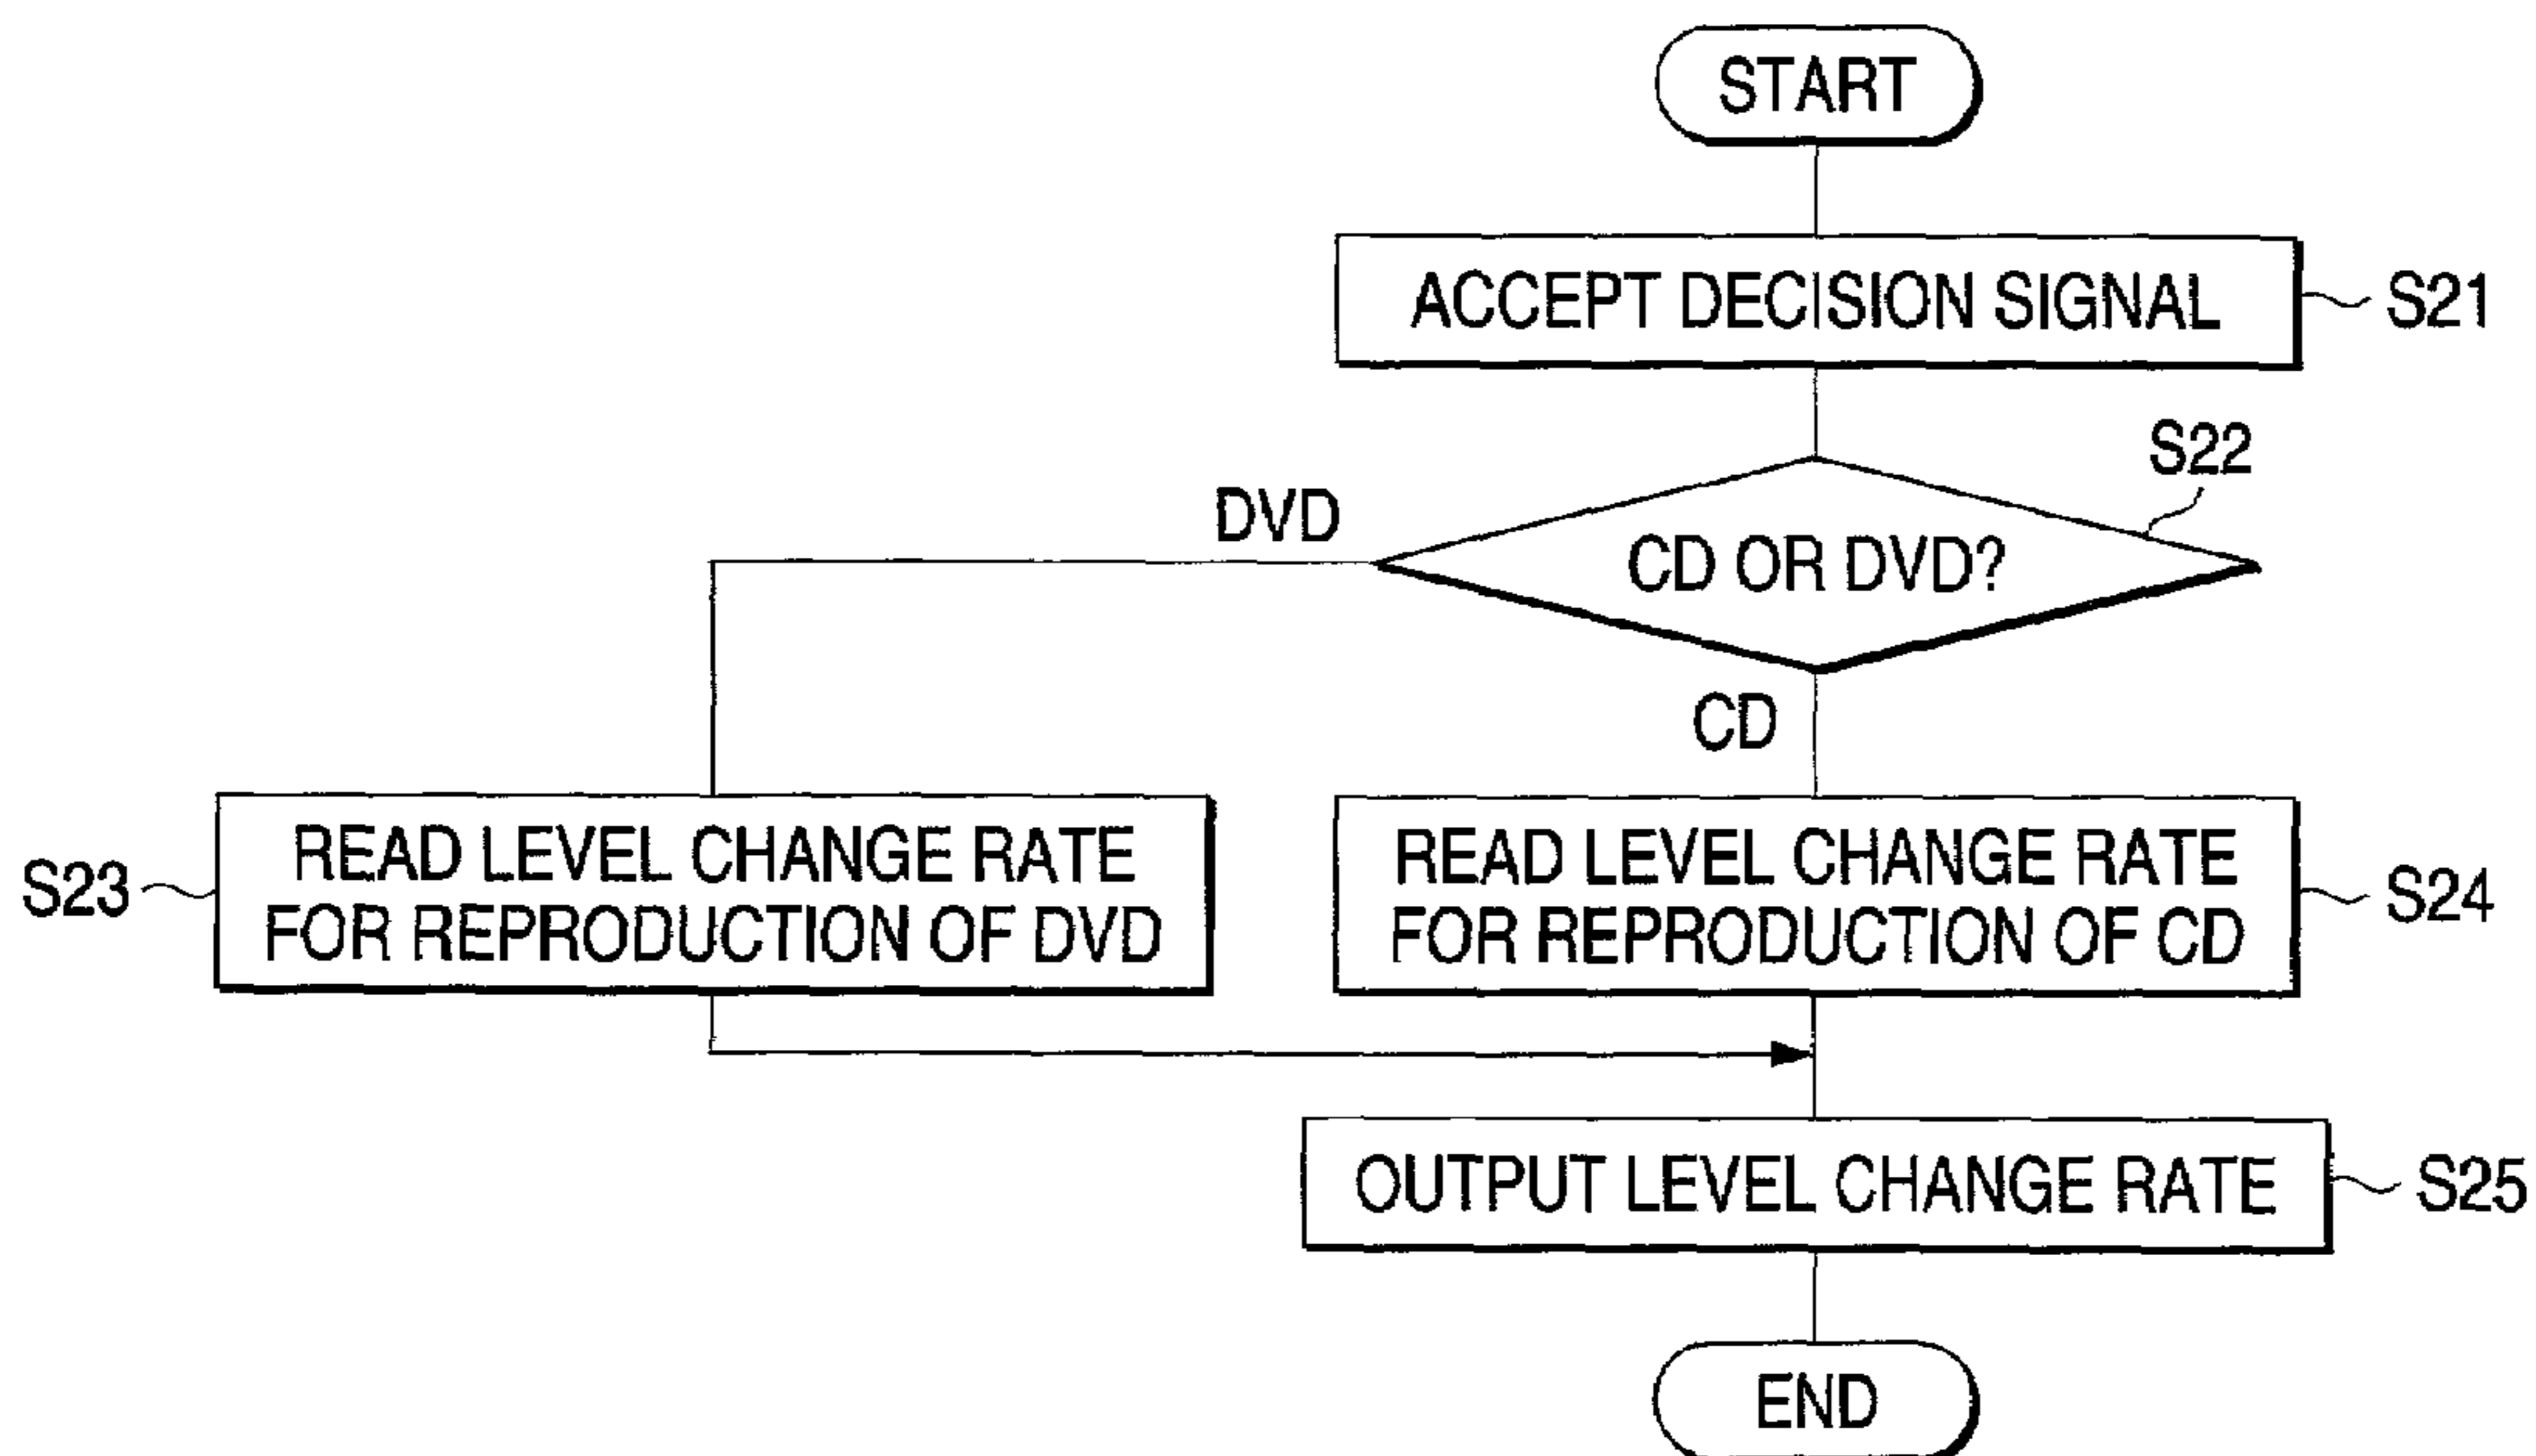 START
ACCEPT DECISION SIGNAL
S21
S22
DVD
CD OR DVD?
CD
S23
READ LEVEL CHANGE RATE
FOR REPRODUCTION OF DVD
READ LEVEL CHANGE RATE
FOR REPRODUCTION OF CD
S24
OUTPUT LEVEL CHANGE RATE
S25
END